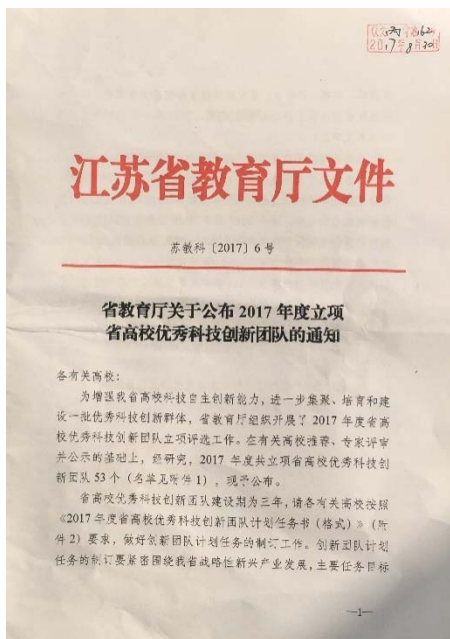 2017年8月30日
江苏省教育厅文件
苏教科〔2017〕6号
省教育厅关于公布2017年度立项
省高校优秀科技创新团队的通知
各有关高校：
为增强我省高校科技自主创新能力，进一步集聚、培育和建
设一批优秀科技创新群体，省教育厅组织开展了2017年度省高
校优秀科技创新团队立项评选工作。在有关高校推荐、专家评审
并公示的基础上，经研究，2017年度共立项省高校优秀科技创
新团队53个（名单见附件1），现予公布。
省高校优秀科技创新团队建设期为三年，请各有关高校按照
《2017年度省高校优秀科技创新团队计划任务书（格式）》（附
件2）要求，做好创新团队计划任务的制订工作。创新团队计划
任务的制订要紧密围绕我省战略性新兴产业发展，主要任务目标
—1—